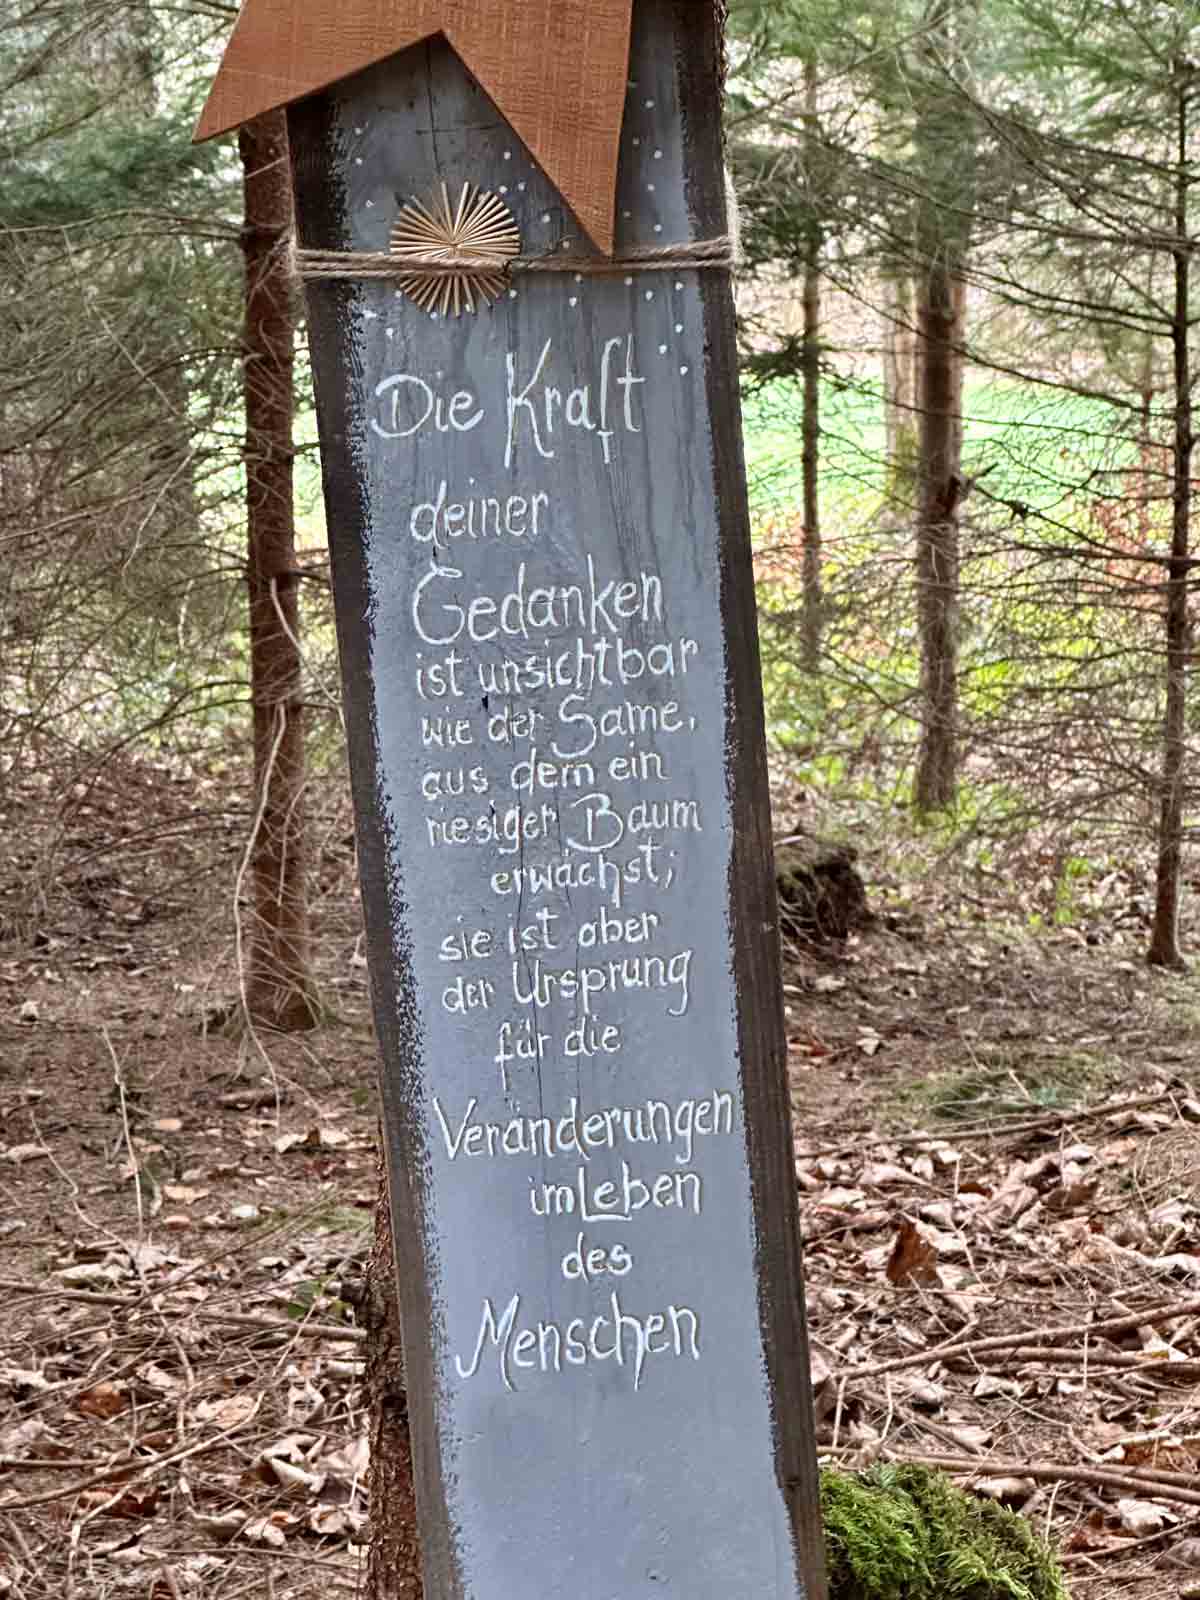 Die Kraft
deiner
Gedanken
ist unsichtbar
wie der Same,
aus dem ein
riesiger Baum
erwächst;
sie ist aber
der Ursprung
für die
Veränderungen
im Leben
des
Menschen